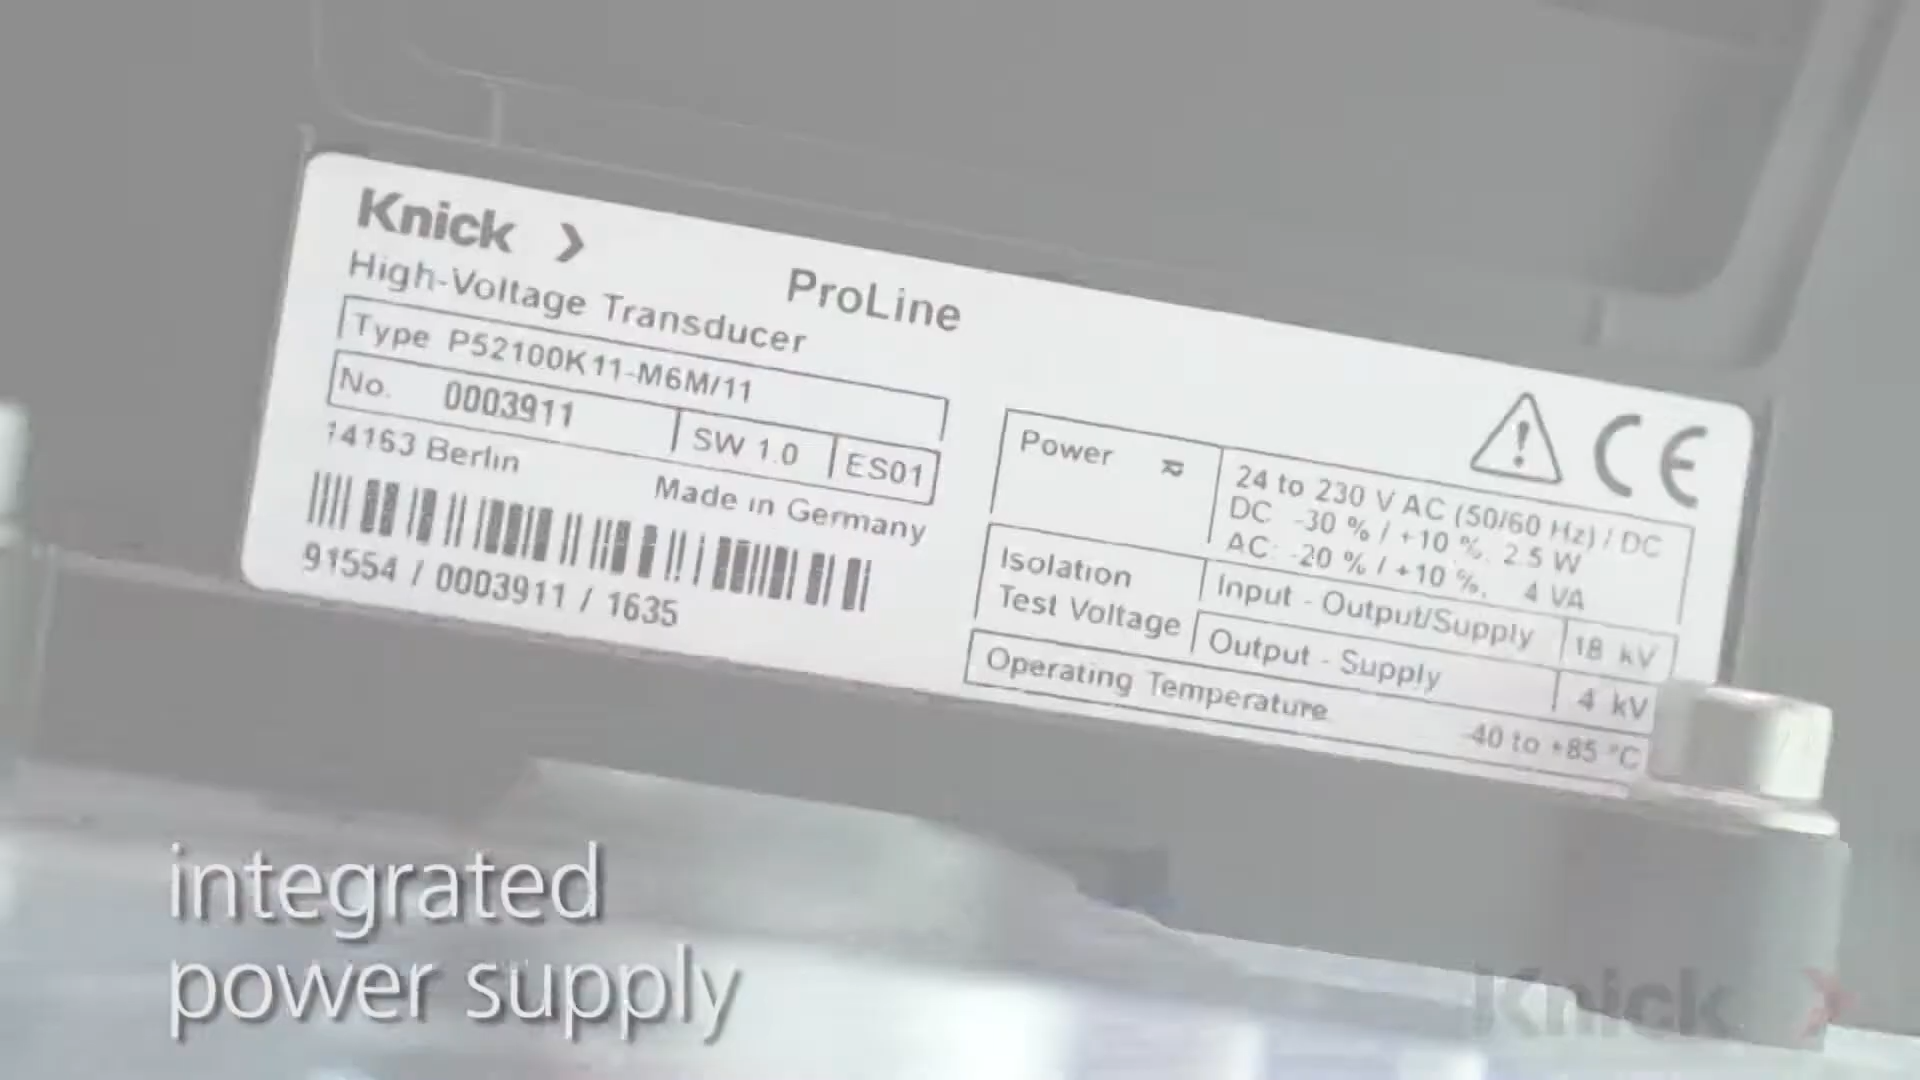 Knick
ProLine
High-Voltage Transducer
Type P52100K11-M6M/11
No. 0003911 SW 1.0 ES01
14163 Berlin
Made in Germany
91554 / 0003911 / 1635
CE
Power 24 to 230 V AC (50/60 Hz) / DC
DC: -30 % / +10 %, 2.5 W
AC: -20 % / +10 %, 4 VA
Isolation
Test Voltage
Input - Output/Supply 18 kV
Output - Supply 4 kV
Operating Temperature -40 to +85 °C
integrated
power supply
Knick